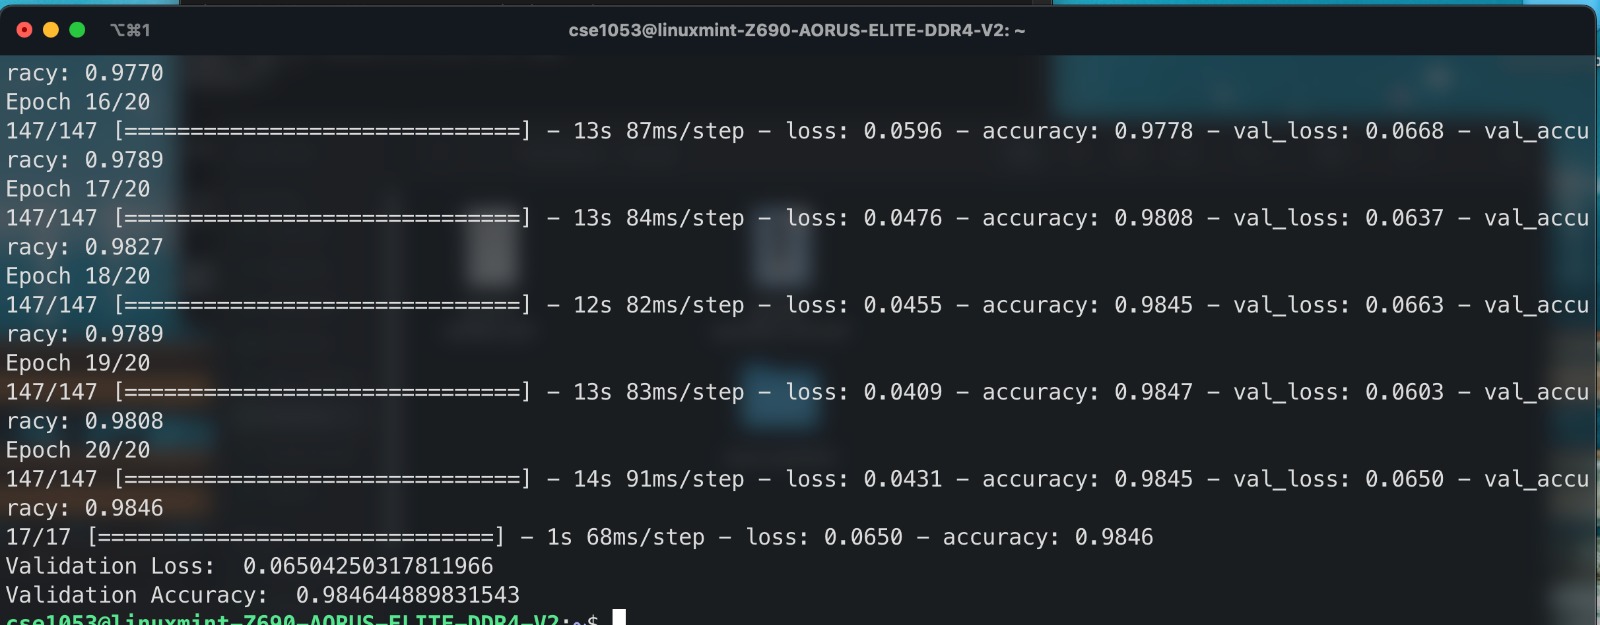 ⌥⌘1
cse1053@linuxmint-Z690-AORUS-ELITE-DDR4-V2: ~
racy: 0.9770
Epoch 16/20
147/147 [==============================] - 13s 87ms/step - loss: 0.0596 - accuracy: 0.9778 - val_loss: 0.0668 - val_accu
racy: 0.9789
Epoch 17/20
147/147 [==============================] - 13s 84ms/step - loss: 0.0476 - accuracy: 0.9808 - val_loss: 0.0637 - val_accu
racy: 0.9827
Epoch 18/20
147/147 [==============================] - 12s 82ms/step - loss: 0.0455 - accuracy: 0.9845 - val_loss: 0.0663 - val_accu
racy: 0.9789
Epoch 19/20
147/147 [==============================] - 13s 83ms/step - loss: 0.0409 - accuracy: 0.9847 - val_loss: 0.0603 - val_accu
racy: 0.9808
Epoch 20/20
147/147 [==============================] - 14s 91ms/step - loss: 0.0431 - accuracy: 0.9845 - val_loss: 0.0650 - val_accu
racy: 0.9846
17/17 [==============================] - 1s 68ms/step - loss: 0.0650 - accuracy: 0.9846
Validation Loss:  0.06504250317811966
Validation Accuracy:  0.984644889831543
cse1053@linuxmint-Z690-AORUS-ELITE-DDR4-V2:~$